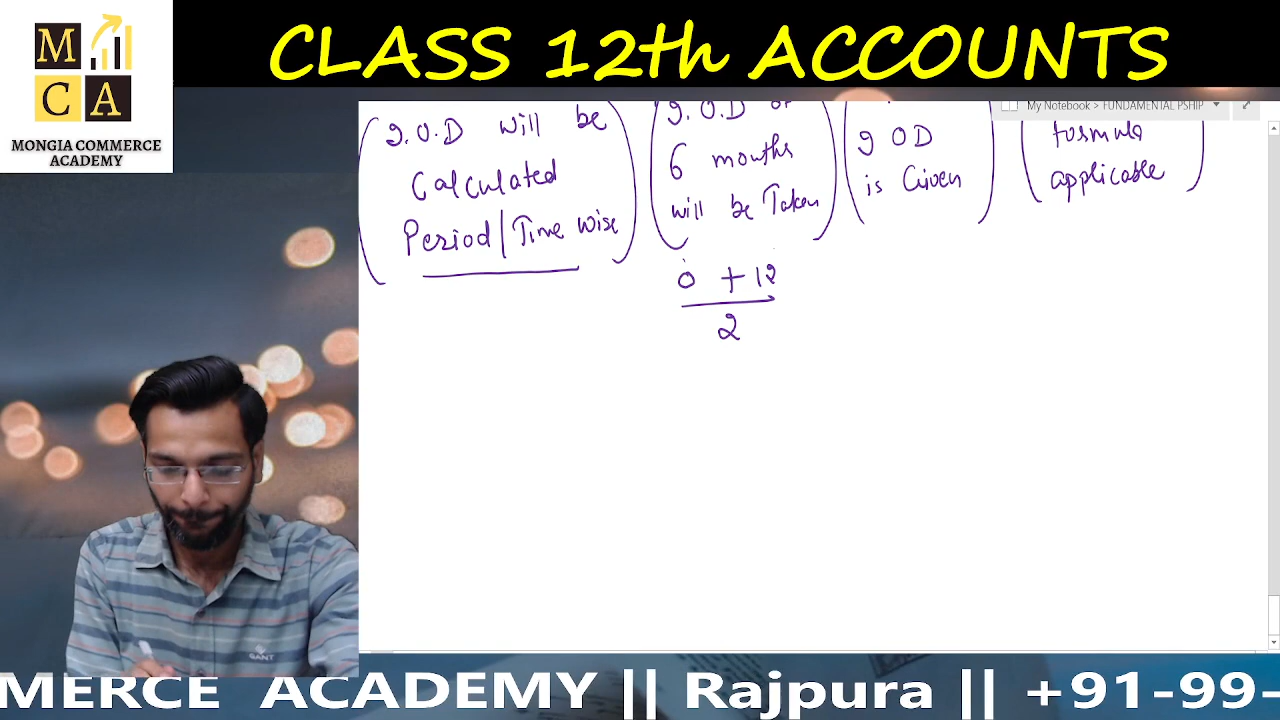 CLASS 12th ACCOUNTS
M
C A
MONGIA COMMERCE
ACADEMY
My Notebook > FUNDAMENTAL PSHIP
I.O.D will be
Calculated
Period/Time Wise
I.O.D of
6 months
will be Taken
I OD
is Given
formula
applicable
0 + 12
2
GANT
MERCE ACADEMY || Rajpura || +91-99-